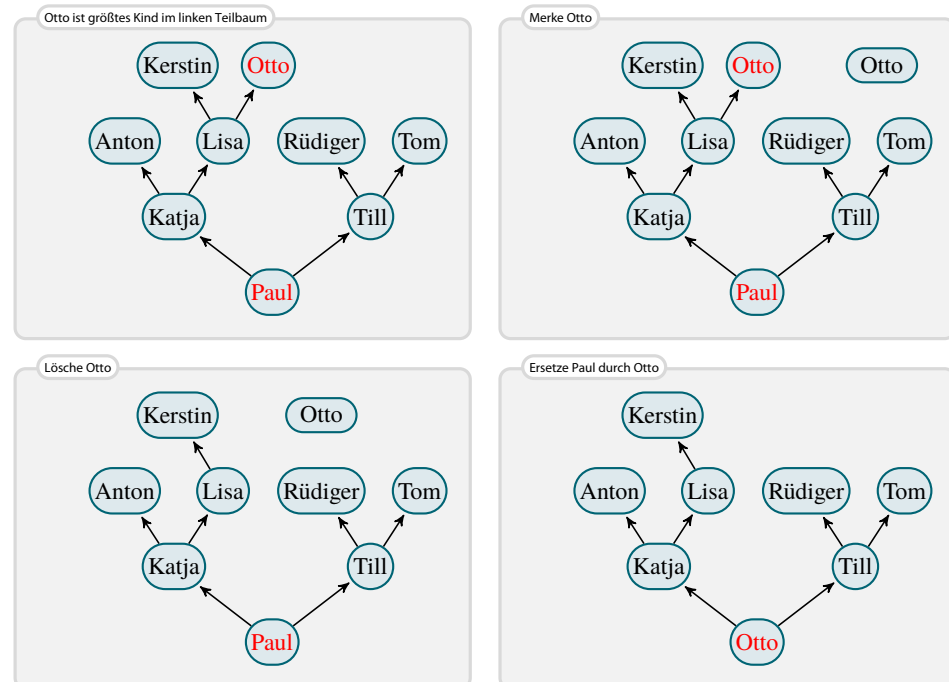 Otto ist größtes Kind im linken Teilbaum
Kerstin Otto
Anton Lisa Rüdiger Tom
Katja Till
Paul
Merke Otto
Kerstin Otto Otto
Anton Lisa Rüdiger Tom
Katja Till
Paul
Lösche Otto
Kerstin Otto
Anton Lisa Rüdiger Tom
Katja Till
Paul
Ersetze Paul durch Otto
Kerstin
Anton Lisa Rüdiger Tom
Katja Till
Otto